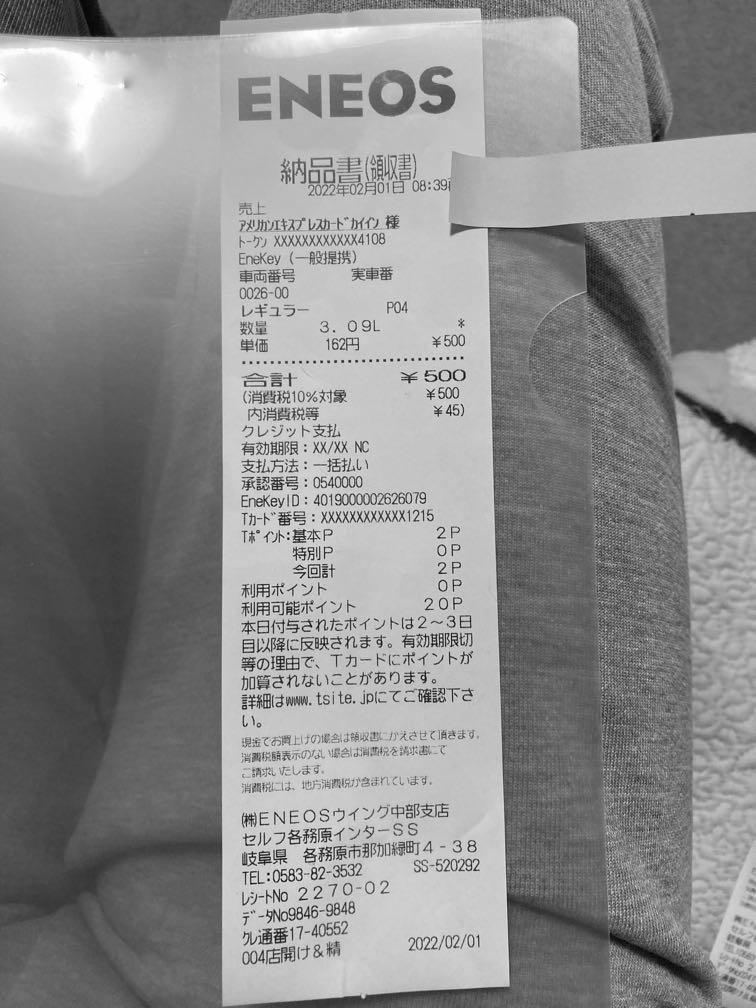 ENEOS
納品書(領収書)
2022年02月01日 08:39
売上
ｱﾒﾘｶﾝｴｷｽﾌﾟﾚｽｶｰﾄﾞｶｲｲﾝ 様
ﾄｰｸﾝ XXXXXXXXXXXX4108
EneKey (一般提携)
車両番号 実車番
0026-00
レギュラー P04
数量 3.09L *
単価 162円 ¥500
合計 ¥500
(消費税10%対象 ¥500
内消費税等 ¥45)
クレジット支払
有効期限：XX/XX NC
支払方法：一括払い
承認番号：0540000
EneKeyID：4019000002626079
Tｶｰﾄﾞ番号：XXXXXXXXXXXX1215
Tﾎﾟｲﾝﾄ:基本P 2P
特別P 0P
今回計 2P
利用ポイント 0P
利用可能ポイント 20P
本日付与されたポイントは2～3日
目以降に反映されます。有効期限切
等の理由で、Tカードにポイントが
加算されないことがあります。
詳細はwww.tsite.jpにてご確認下さ
い。
現金でお買上げの場合は領収書にかえさせて頂きます。
消費税額表示のない場合は消費税を請求書にて
ご請求いたします。
消費税には、地方消費税が含まれています。
㈱ENEOSウイング中部支店
セルフ各務原インターSS
岐阜県 各務原市那加緑町4-38
TEL:0583-82-3532 SS-520292
ﾚｼｰﾄNo 2270-02
ﾃﾞｰﾀNo9846-9848
ｸﾚ通番17-40552
004店開け＆精 2022/02/01